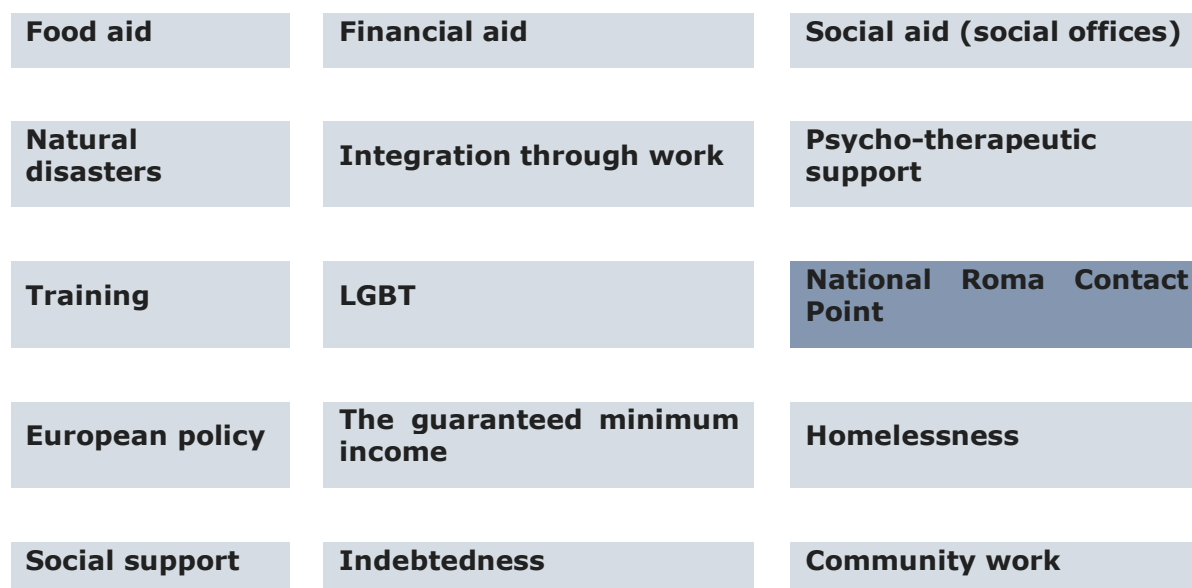 Food aid
Financial aid
Social aid (social offices)
Natural
disasters
Integration through work
Psycho-therapeutic
support
Training
LGBT
National Roma Contact
Point
European policy
The guaranteed minimum
income
Homelessness
Social support
Indebtedness
Community work